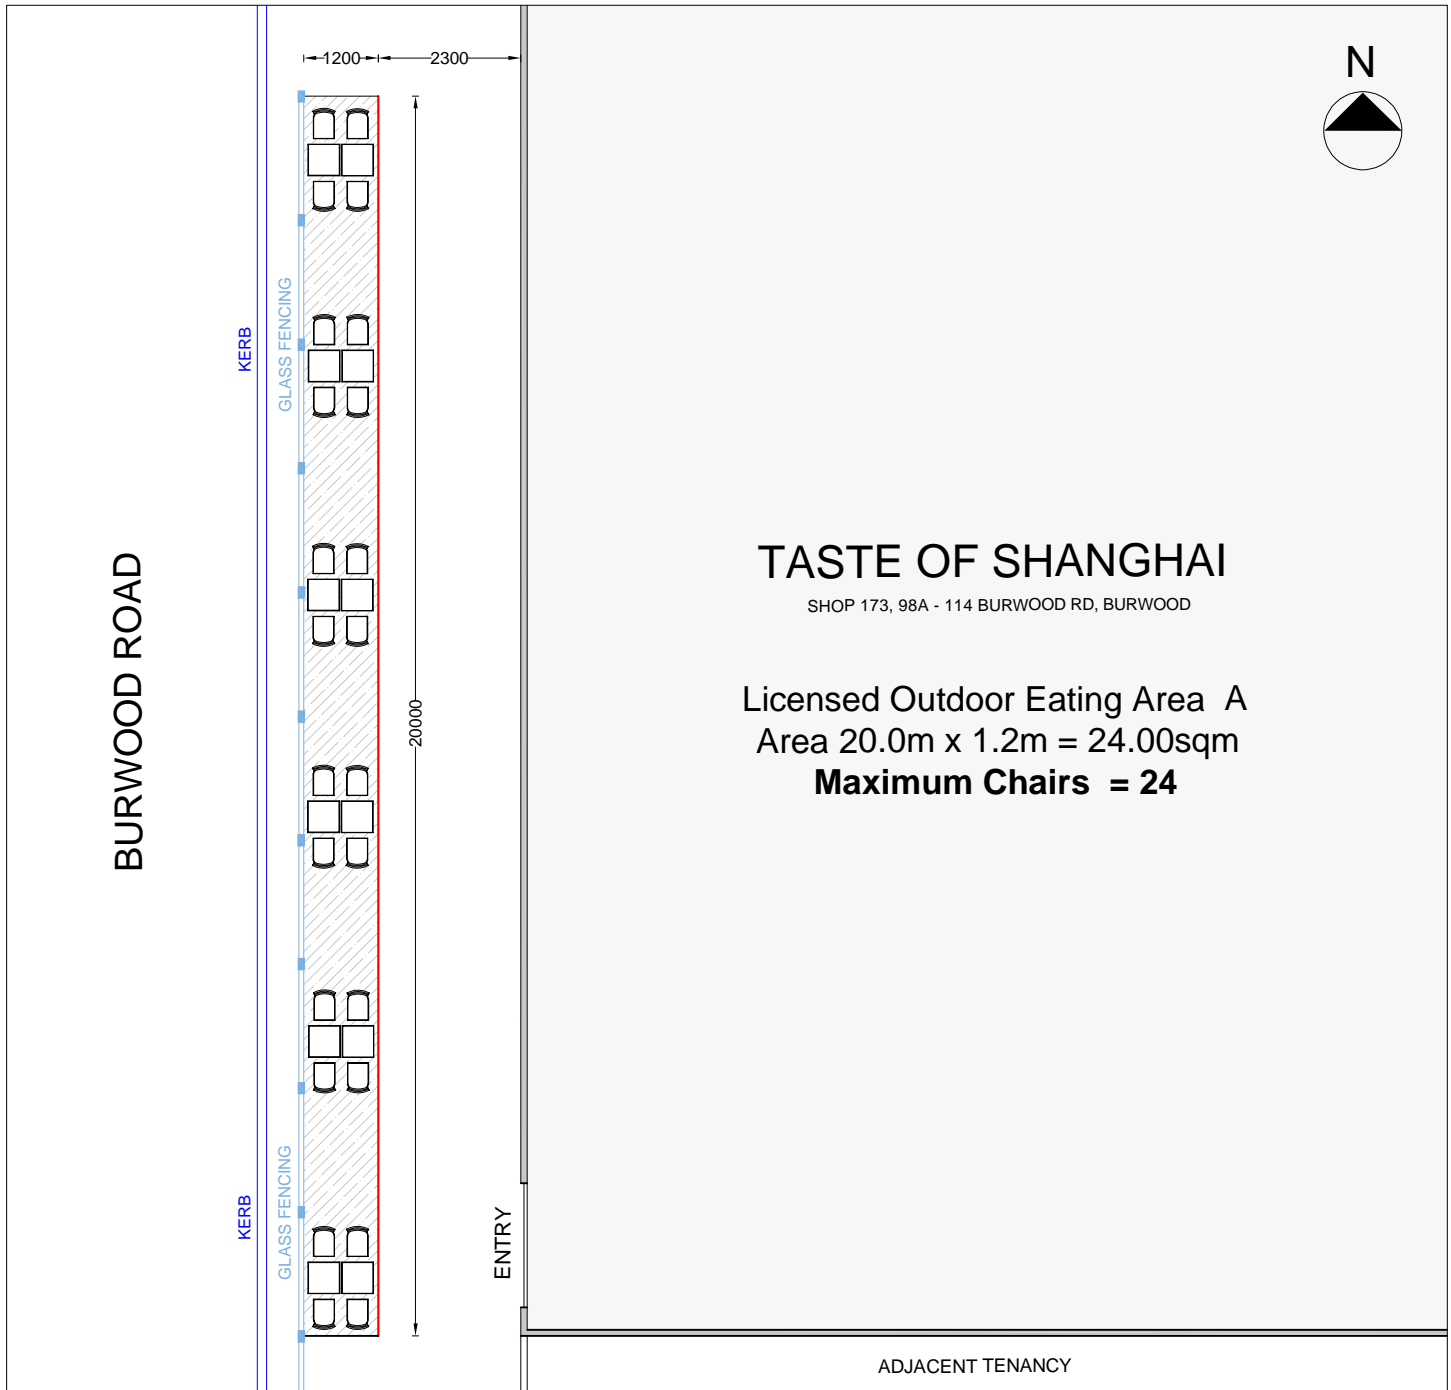 1200
2300
N
GLASS FENCING
KERB
BURWOOD ROAD
TASTE OF SHANGHAI
SHOP 173, 98A - 114 BURWOOD RD, BURWOOD
20000
Licensed Outdoor Eating Area A
Area 20.0m x 1.2m = 24.00sqm
Maximum Chairs = 24
GLASS FENCING
KERB
ENTRY
ADJACENT TENANCY